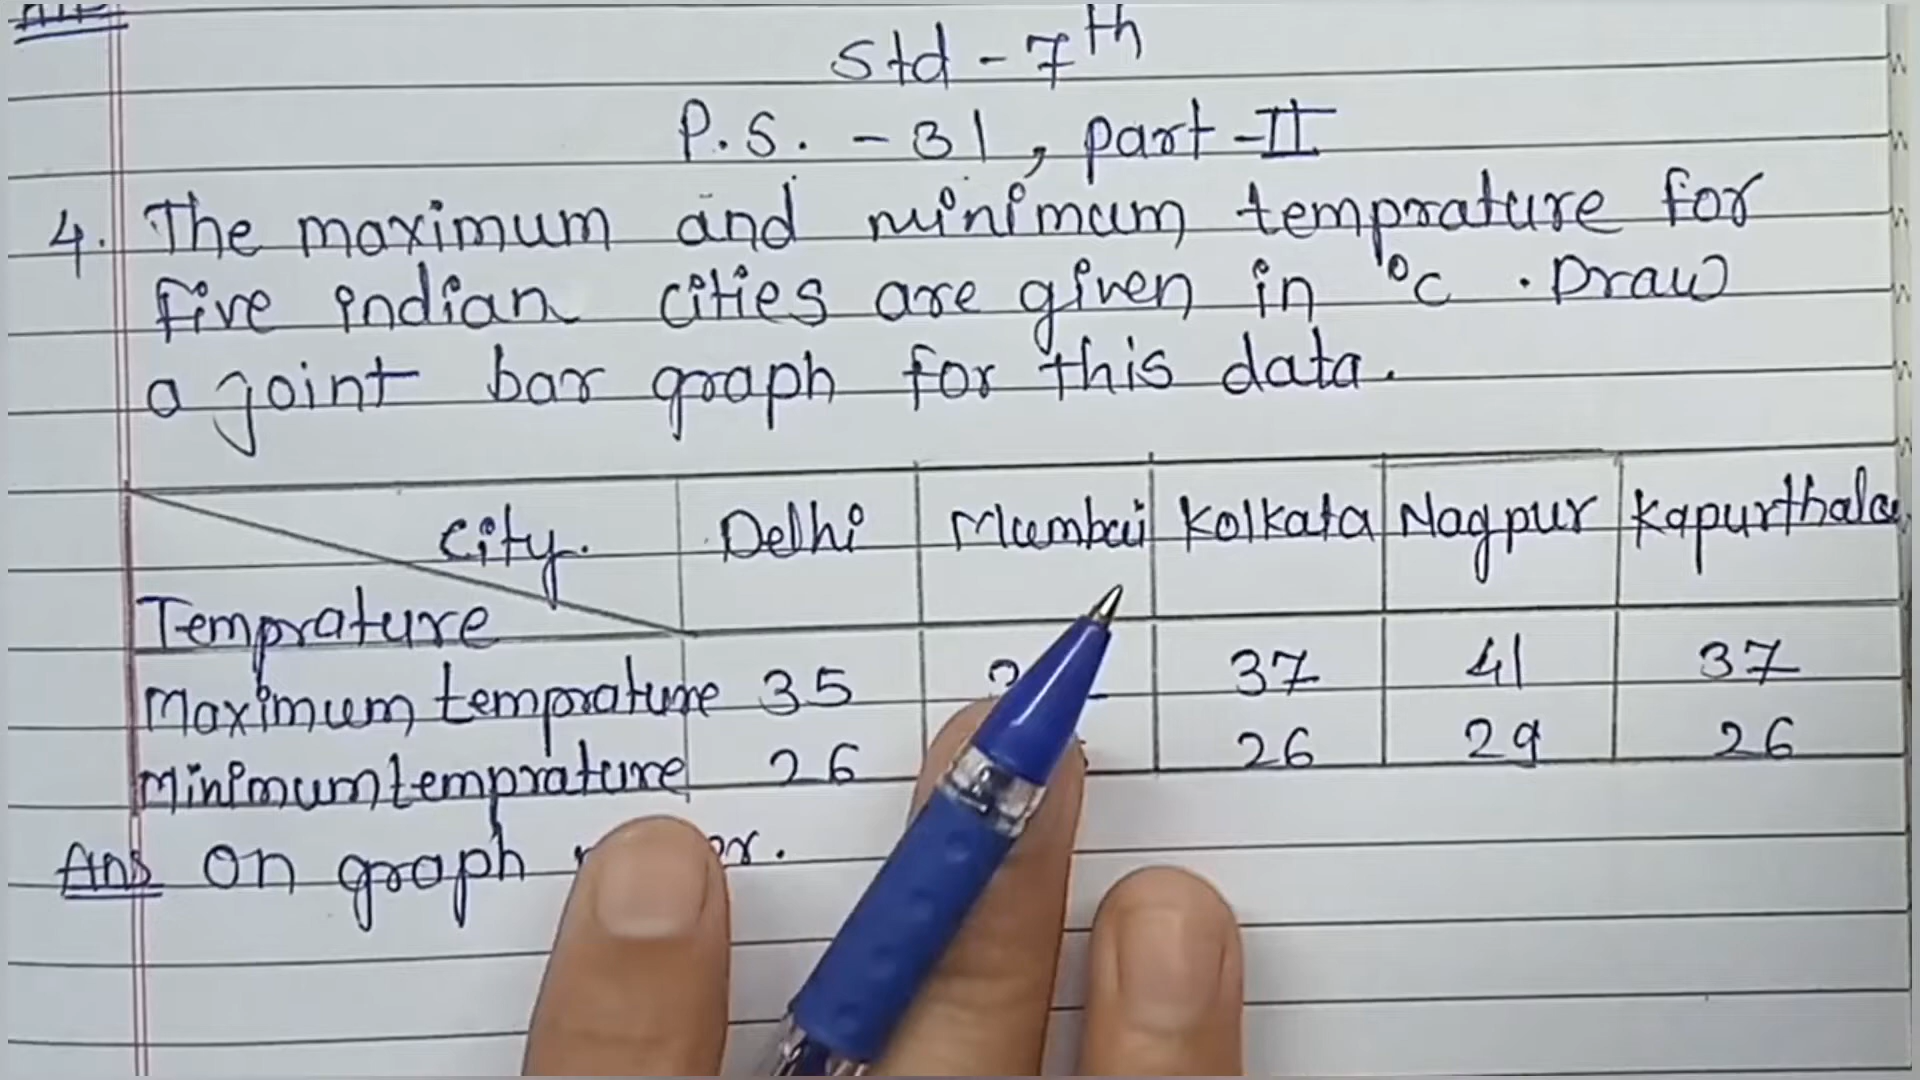 Std - 7th
P.S. - 31, part-II
4. The maximum and minimum temprature for
five indian cities are given in °c . Draw
a joint bar graph for this data.
city. Delhi Mumbai Kolkata Nagpur Kapurthala
Temprature
Maximum temprature 35 37 41 37
Minimum temprature 26 26 29 26
Ans On graph